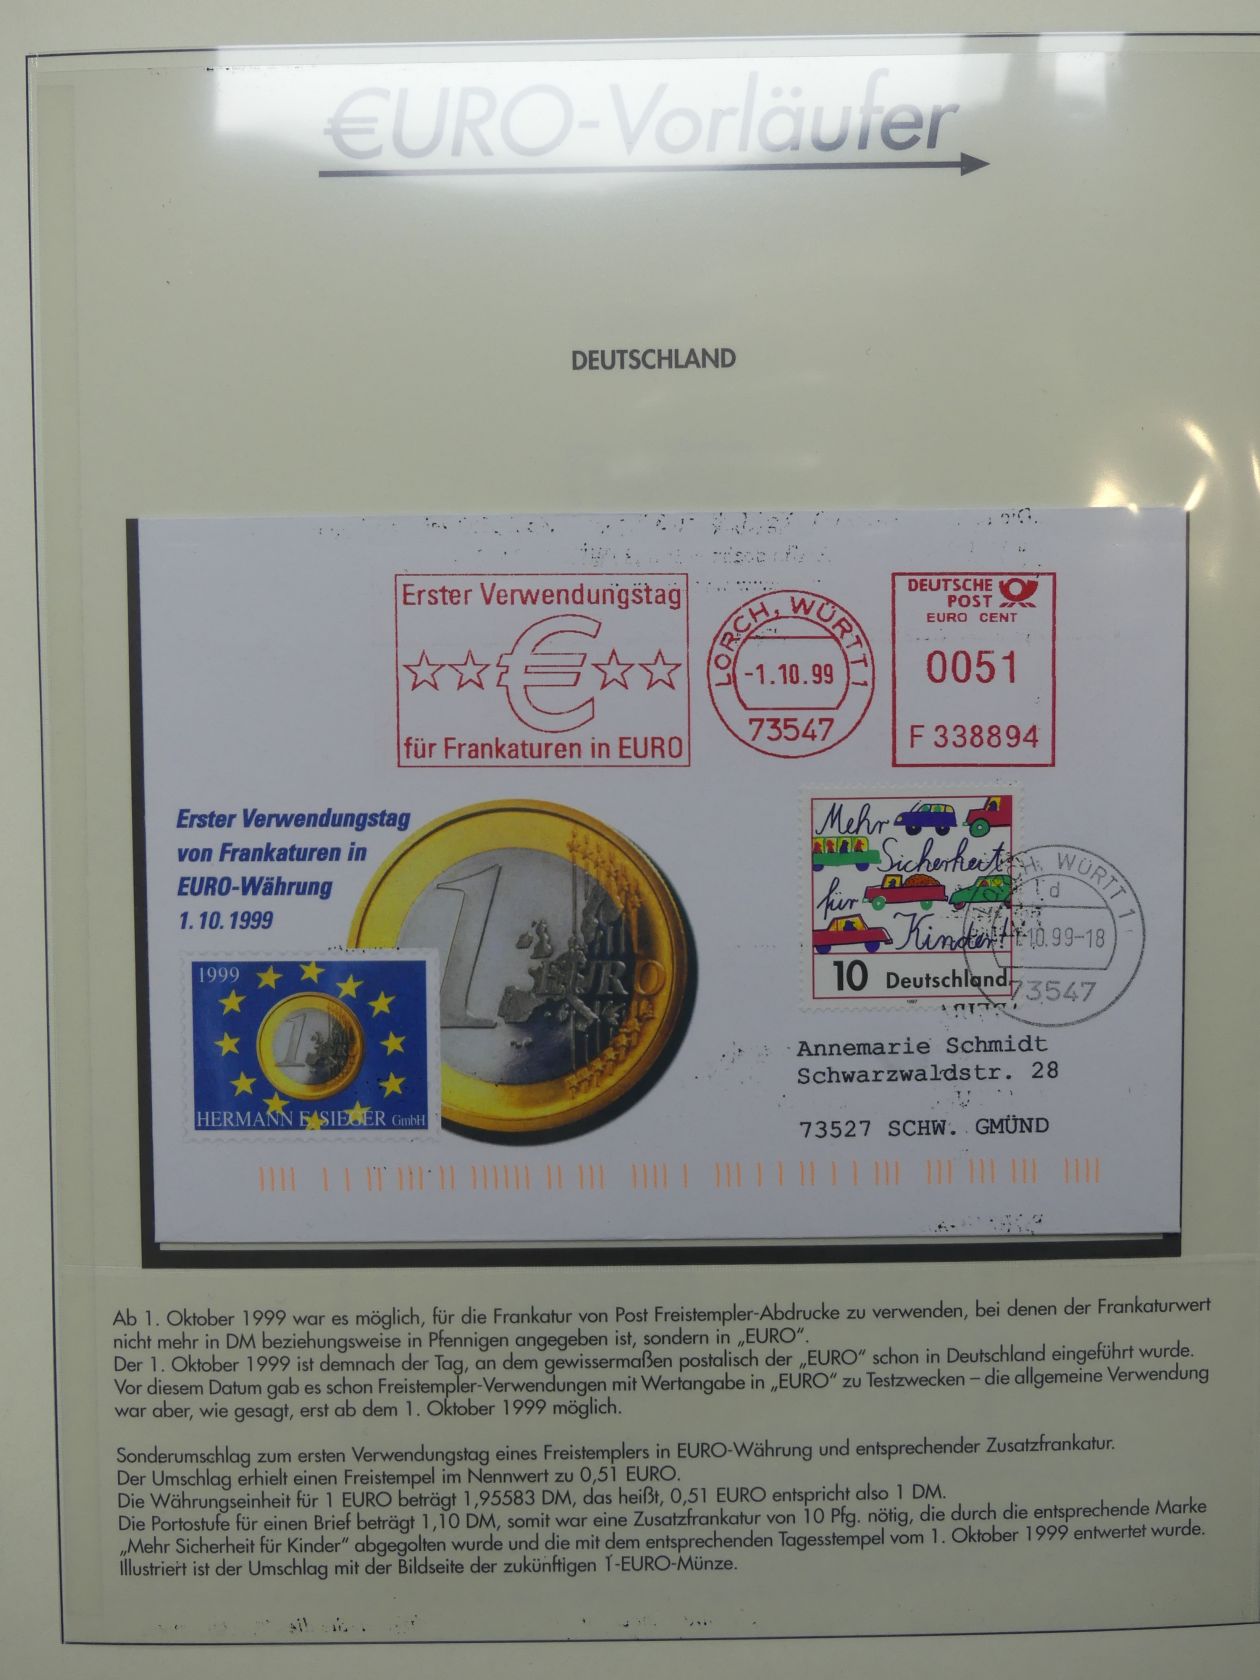 €URO-Vorläufer
DEUTSCHLAND
Erster Verwendungstag
für Frankaturen in EURO
LORCH, WÜRTT 1
-1.10.99
73547
DEUTSCHE
POST
EURO CENT
0051
F 338894
Erster Verwendungstag
von Frankaturen in
EURO-Währung
1.10.1999
1 EURO
1999
1 EURO
HERMANN E. SIEGER GmbH
Mehr
Sicherheit
für
Kinder!
10 Deutschland
1997
WÜRTT 1
d
10.99-18
73547
Annemarie Schmidt
Schwarzwaldstr. 28
73527 SCHW. GMÜND
Ab 1. Oktober 1999 war es möglich, für die Frankatur von Post Freistempler-Abdrucke zu verwenden, bei denen der Frankaturwert
nicht mehr in DM beziehungsweise in Pfennigen angegeben ist, sondern in „EURO“.
Der 1. Oktober 1999 ist demnach der Tag, an dem gewissermaßen postalisch der „EURO“ schon in Deutschland eingeführt wurde.
Vor diesem Datum gab es schon Freistempler-Verwendungen mit Wertangabe in „EURO“ zu Testzwecken – die allgemeine Verwendung
war aber, wie gesagt, erst ab dem 1. Oktober 1999 möglich.
Sonderumschlag zum ersten Verwendungstag eines Freistemplers in EURO-Währung und entsprechender Zusatzfrankatur.
Der Umschlag erhielt einen Freistempel im Nennwert zu 0,51 EURO.
Die Währungseinheit für 1 EURO beträgt 1,95583 DM, das heißt, 0,51 EURO entspricht also 1 DM.
Die Portostufe für einen Brief beträgt 1,10 DM, somit war eine Zusatzfrankatur von 10 Pfg. nötig, die durch die entsprechende Marke
„Mehr Sicherheit für Kinder“ abgegolten wurde und die mit dem entsprechenden Tagesstempel vom 1. Oktober 1999 entwertet wurde.
Illustriert ist der Umschlag mit der Bildseite der zukünftigen 1-EURO-Münze.